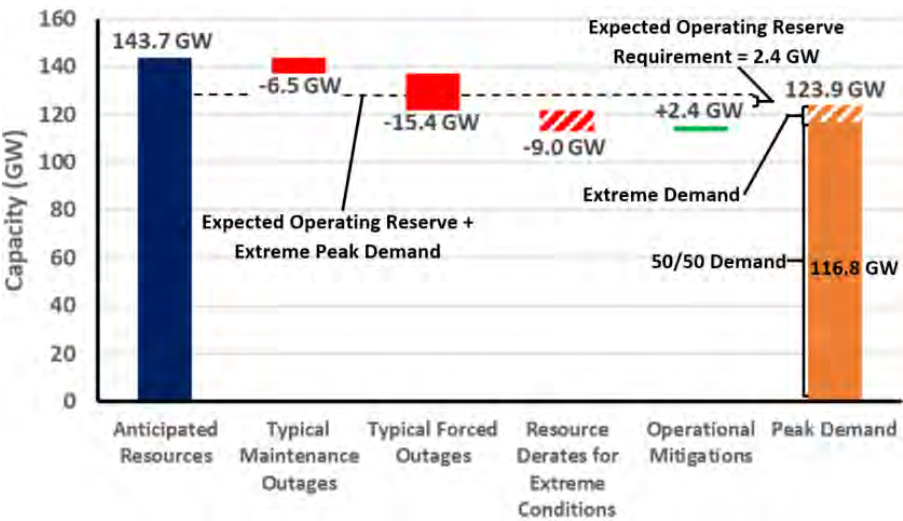 160
140
120
100
80
60
40
20
0
Capacity (GW)
143.7 GW
-6.5 GW
-15.4 GW
-9.0 GW
+2.4 GW
Expected Operating Reserve
Requirement = 2.4 GW
123.9 GW
Extreme Demand
Expected Operating Reserve +
Extreme Peak Demand
50/50 Demand
116.8 GW
Anticipated
Resources
Typical
Maintenance
Outages
Typical Forced
Outages
Resource
Derates for
Extreme
Conditions
Operational
Mitigations
Peak Demand